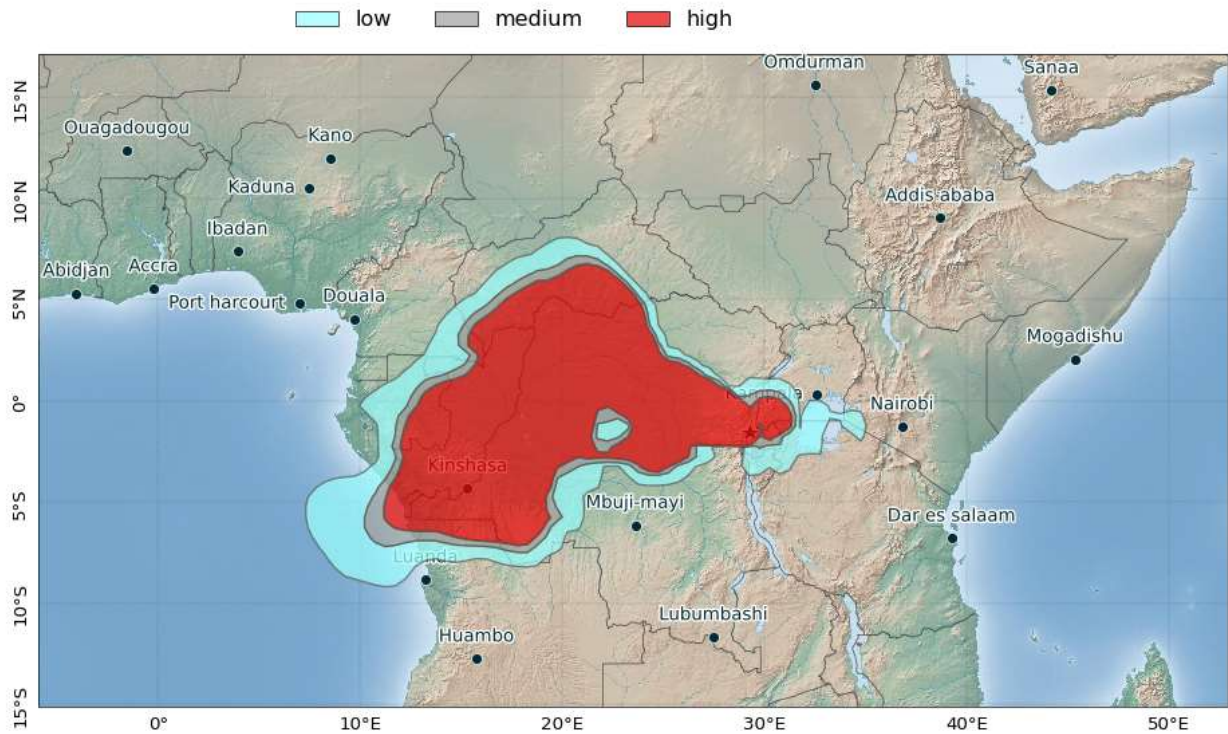 low medium high
Omdurman
Sanaa
15°N
Ouagadougou
Kano
Kaduna
10°N
Addis-ababa
Ibadan
Abidjan
Accra
Port harcourt
Douala
5°N
Mogadishu
Kampala
0°
Nairobi
Kinshasa
5°S
Mbuji-mayi
Dar es salaam
Luanda
10°S
Lubumbashi
Huambo
15°S
0° 10°E 20°E 30°E 40°E 50°E